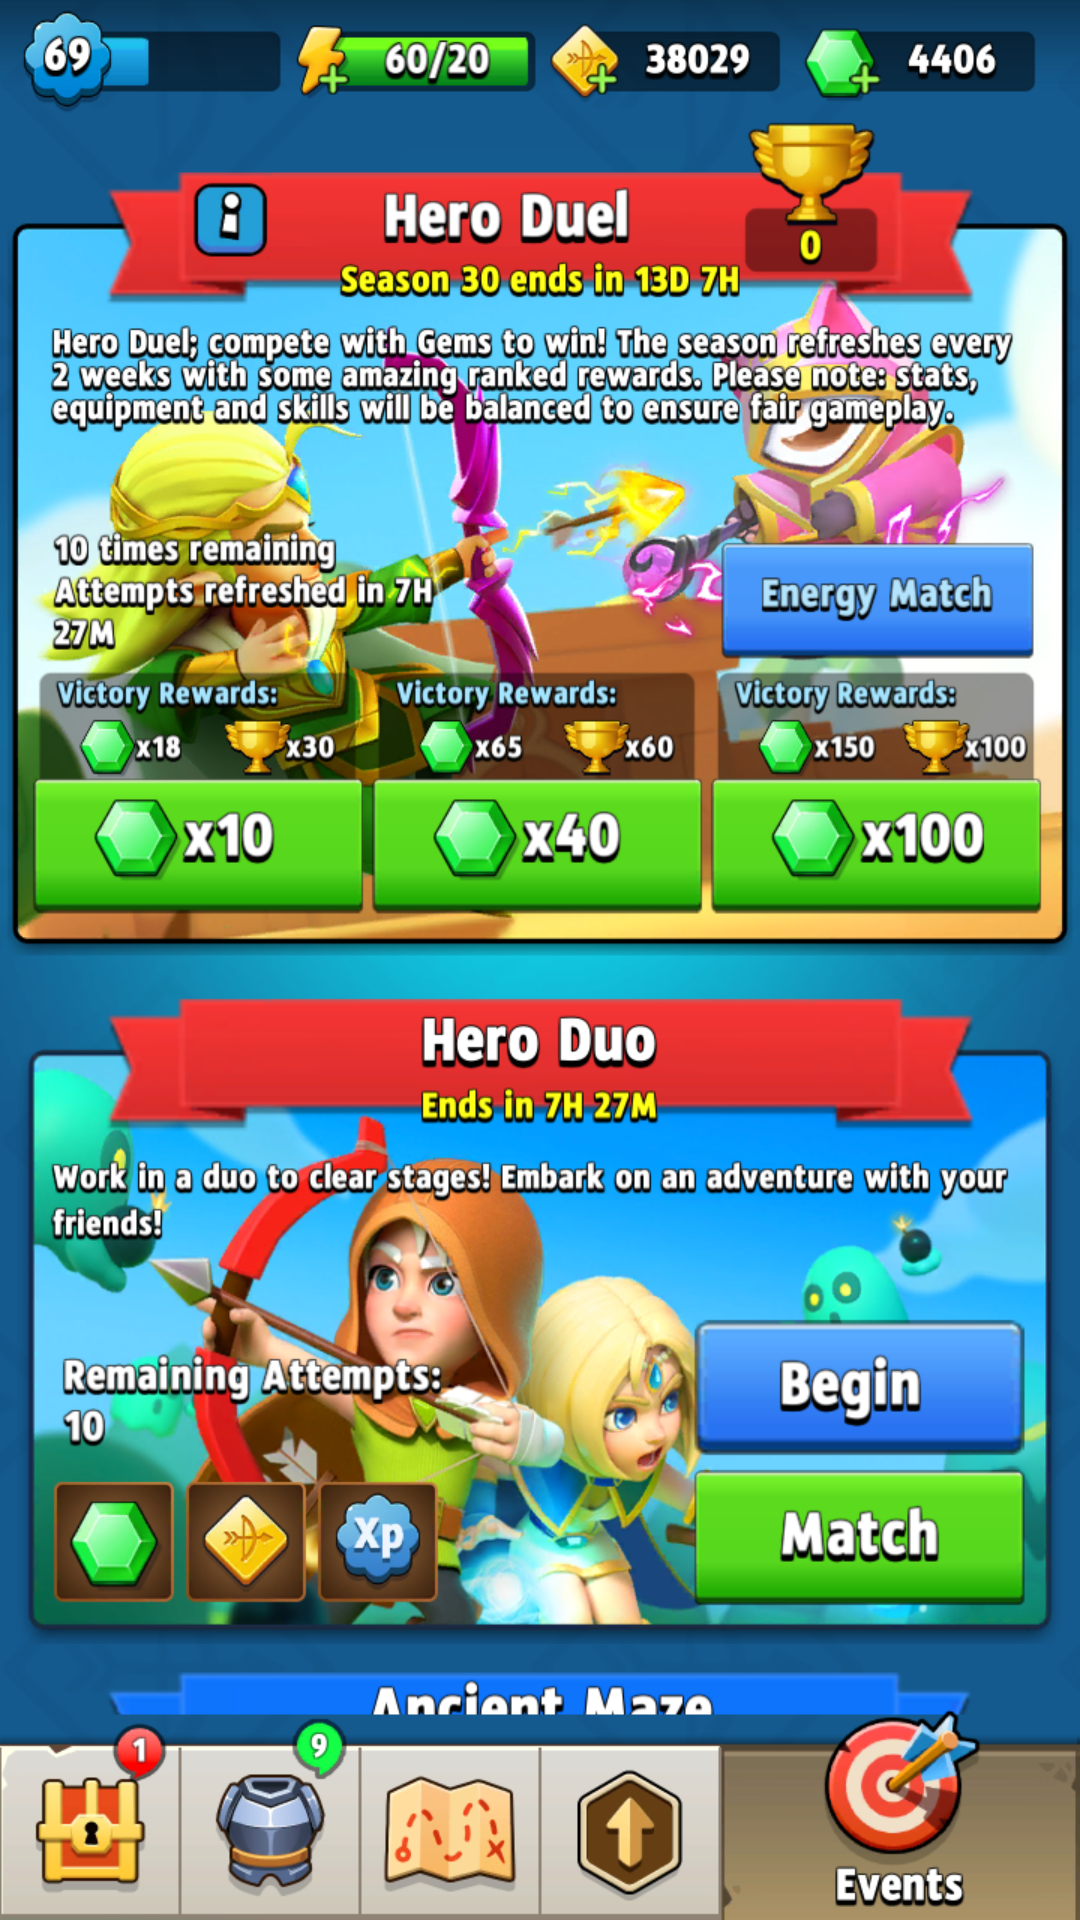 69
60/20
38029
4406
Hero Duel
0
Season 30 ends in 13D 7H
Hero Duel; compete with Gems to win! The season refreshes every
2 weeks with some amazing ranked rewards. Please note: stats,
equipment and skills will be balanced to ensure fair gameplay.
10 times remaining
Attempts refreshed in 7H
27M
Energy Match
Victory Rewards:
x18
x30
Victory Rewards:
x65
x60
Victory Rewards:
x150
x100
x10
x40
x100
Hero Duo
Ends in 7H 27M
Work in a duo to clear stages! Embark on an adventure with your
friends!
Remaining Attempts:
10
Begin
Xp
Match
Ancient Maze
1
9
Events